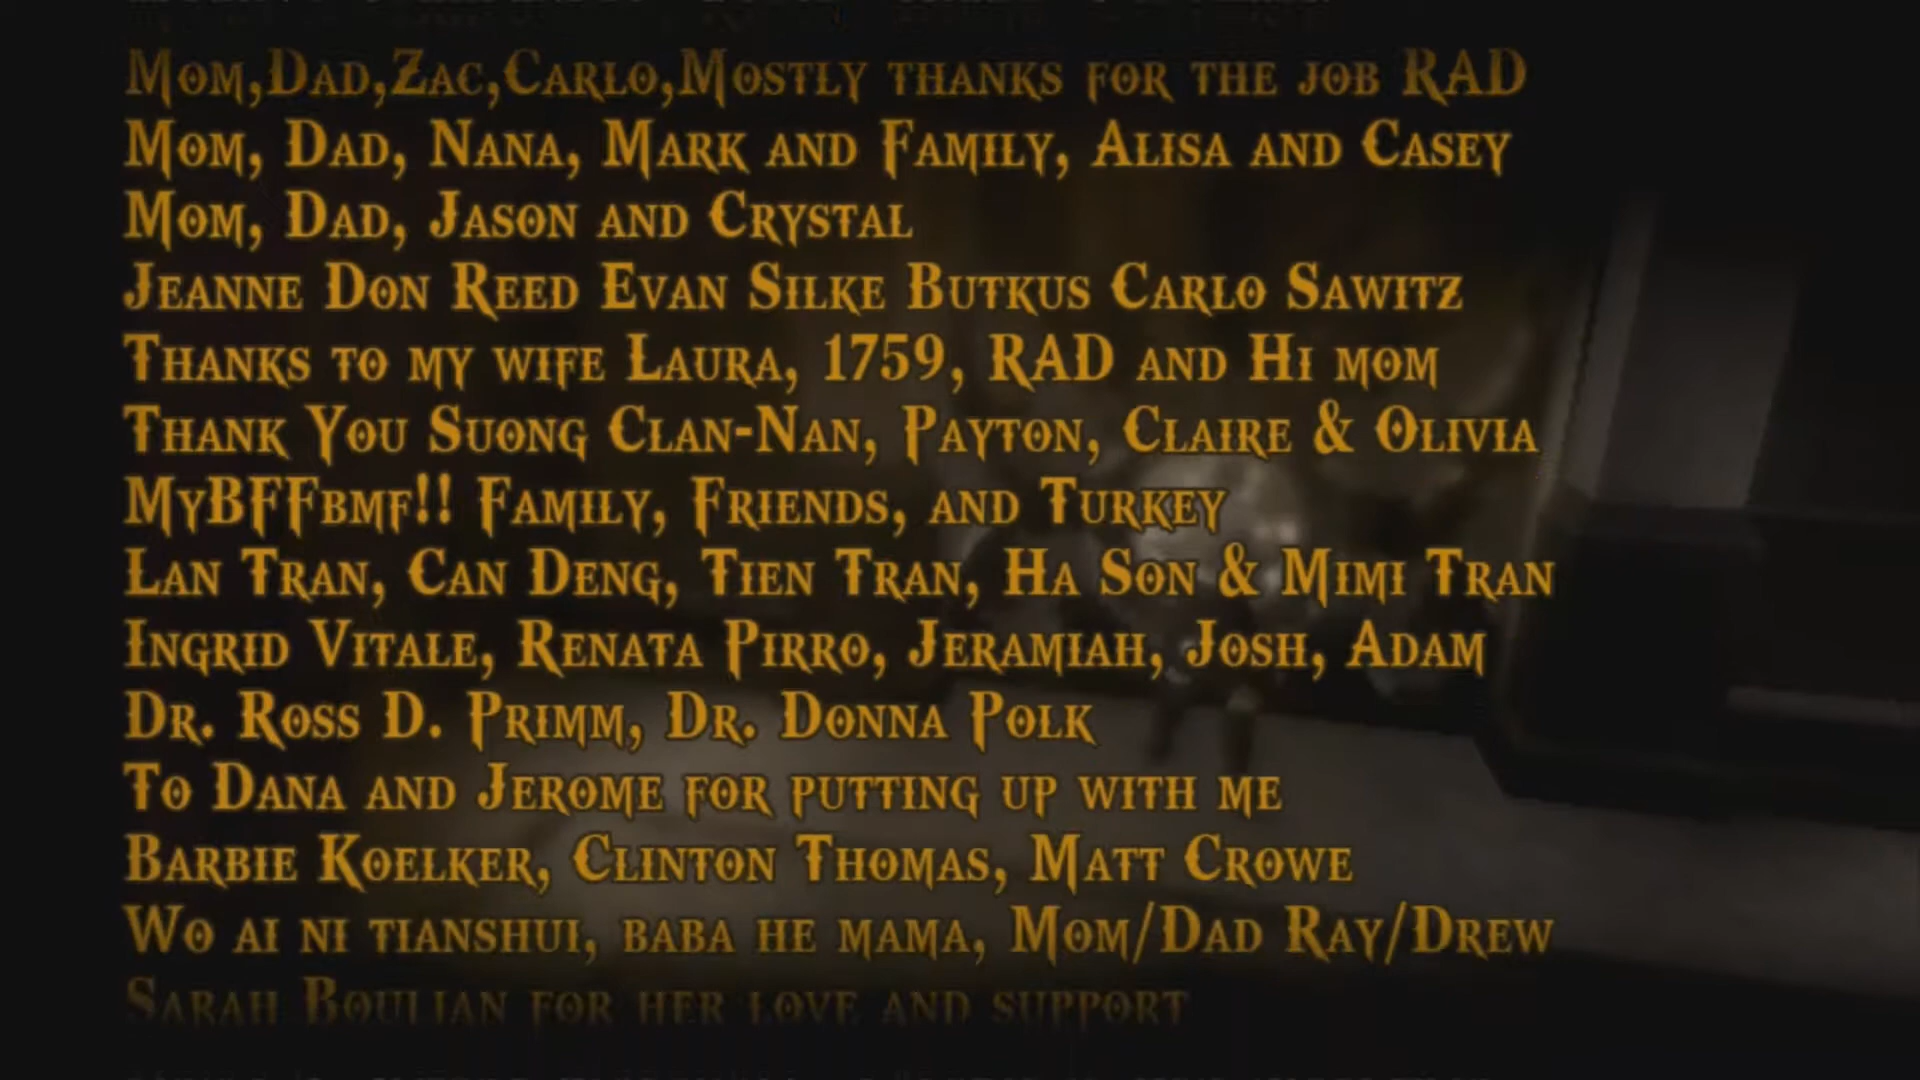 Mom,Dad,Zac,Carlo,Mostly thanks for the job RAD
Mom, Dad, Nana, Mark and Family, Alisa and Casey
Mom, Dad, Jason and Crystal
Jeanne Don Reed Evan Silke Butkus Carlo Sawitz
Thanks to my wife Laura, 1759, RAD and Hi mom
Thank You Suong Clan-Nan, Payton, Claire & Olivia
MyBFFbmf!! Family, Friends, and Turkey
Lan Tran, Can Deng, Tien Tran, Ha Son & Mimi Tran
Ingrid Vitale, Renata Pirro, Jeramiah, Josh, Adam
Dr. Ross D. Primm, Dr. Donna Polk
To Dana and Jerome for putting up with me
Barbie Koelker, Clinton Thomas, Matt Crowe
Wo ai ni tianshui, baba he mama, Mom/Dad Ray/Drew
Sarah Boulian for her love and support